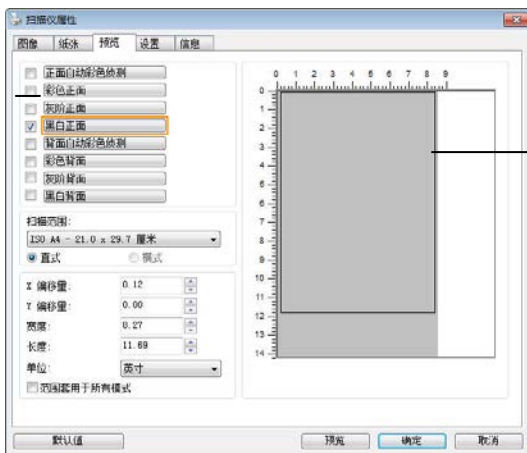 扫描仪属性
图像 纸张 预览 设置 信息
正面自动彩色侦测
彩色正面
灰阶正面
黑白正面
背面自动彩色侦测
彩色背面
灰阶背面
黑白背面
扫描范围:
ISO A4 - 21.0 x 29.7 厘米
直式 横式
X 偏移量: 0.12
Y 偏移量: 0.00
宽度: 8.27
长度: 11.69
单位: 英寸
范围套用于所有模式
0 1 2 3 4 5 6 7 8 9
0
1
2
3
4
5
6
7
8
9
10
11
12
13
14
默认值 预览 确定 取消